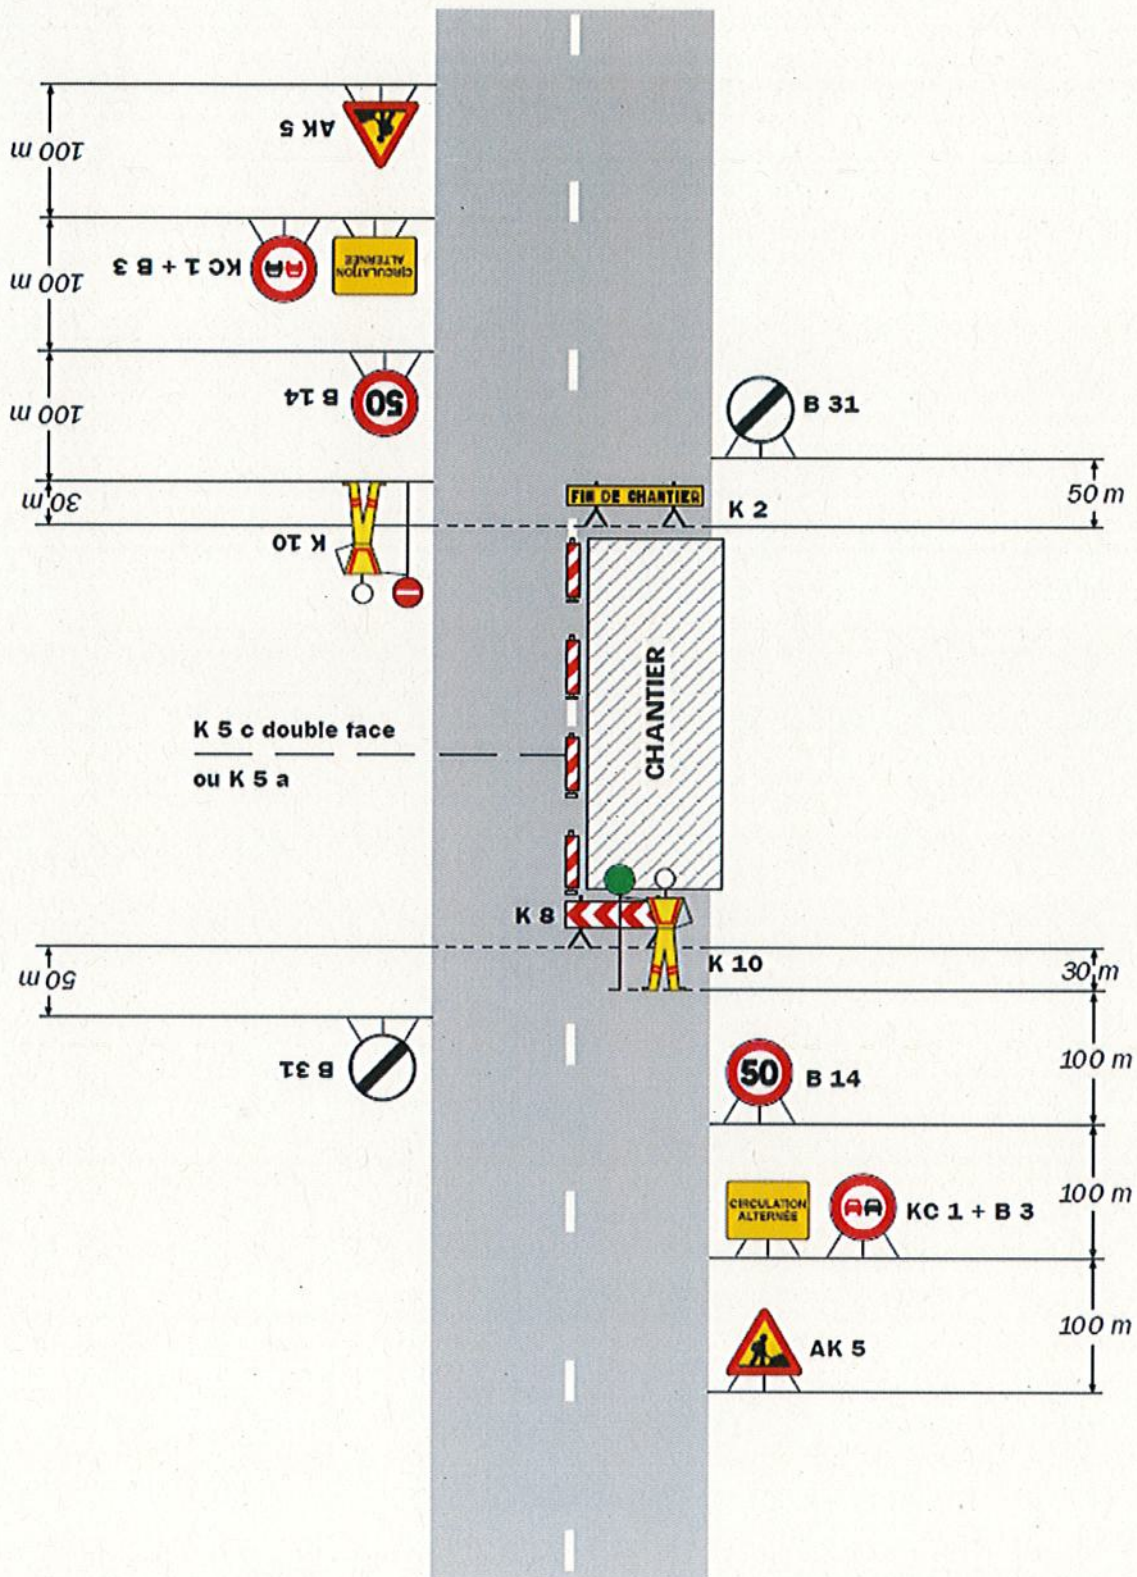 AK 5
100 m
KC 1 + B 3
CIRCULATION
ALTERNÉE
100 m
B 14
50
100 m
B 31
50 m
FIN DE CHANTIER
K 2
30 m
K 10
CHANTIER
K 5 c double face
ou K 5 a
K 8
K 10
30 m
50 m
B 31
50
B 14
100 m
CIRCULATION
ALTERNÉE
KC 1 + B 3
100 m
AK 5
100 m